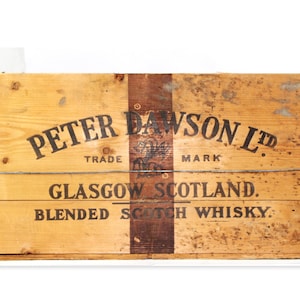 PETER DAWSON LTD
TRADE MARK
GLASGOW SCOTLAND.
BLENDED SCOTCH WHISKY.